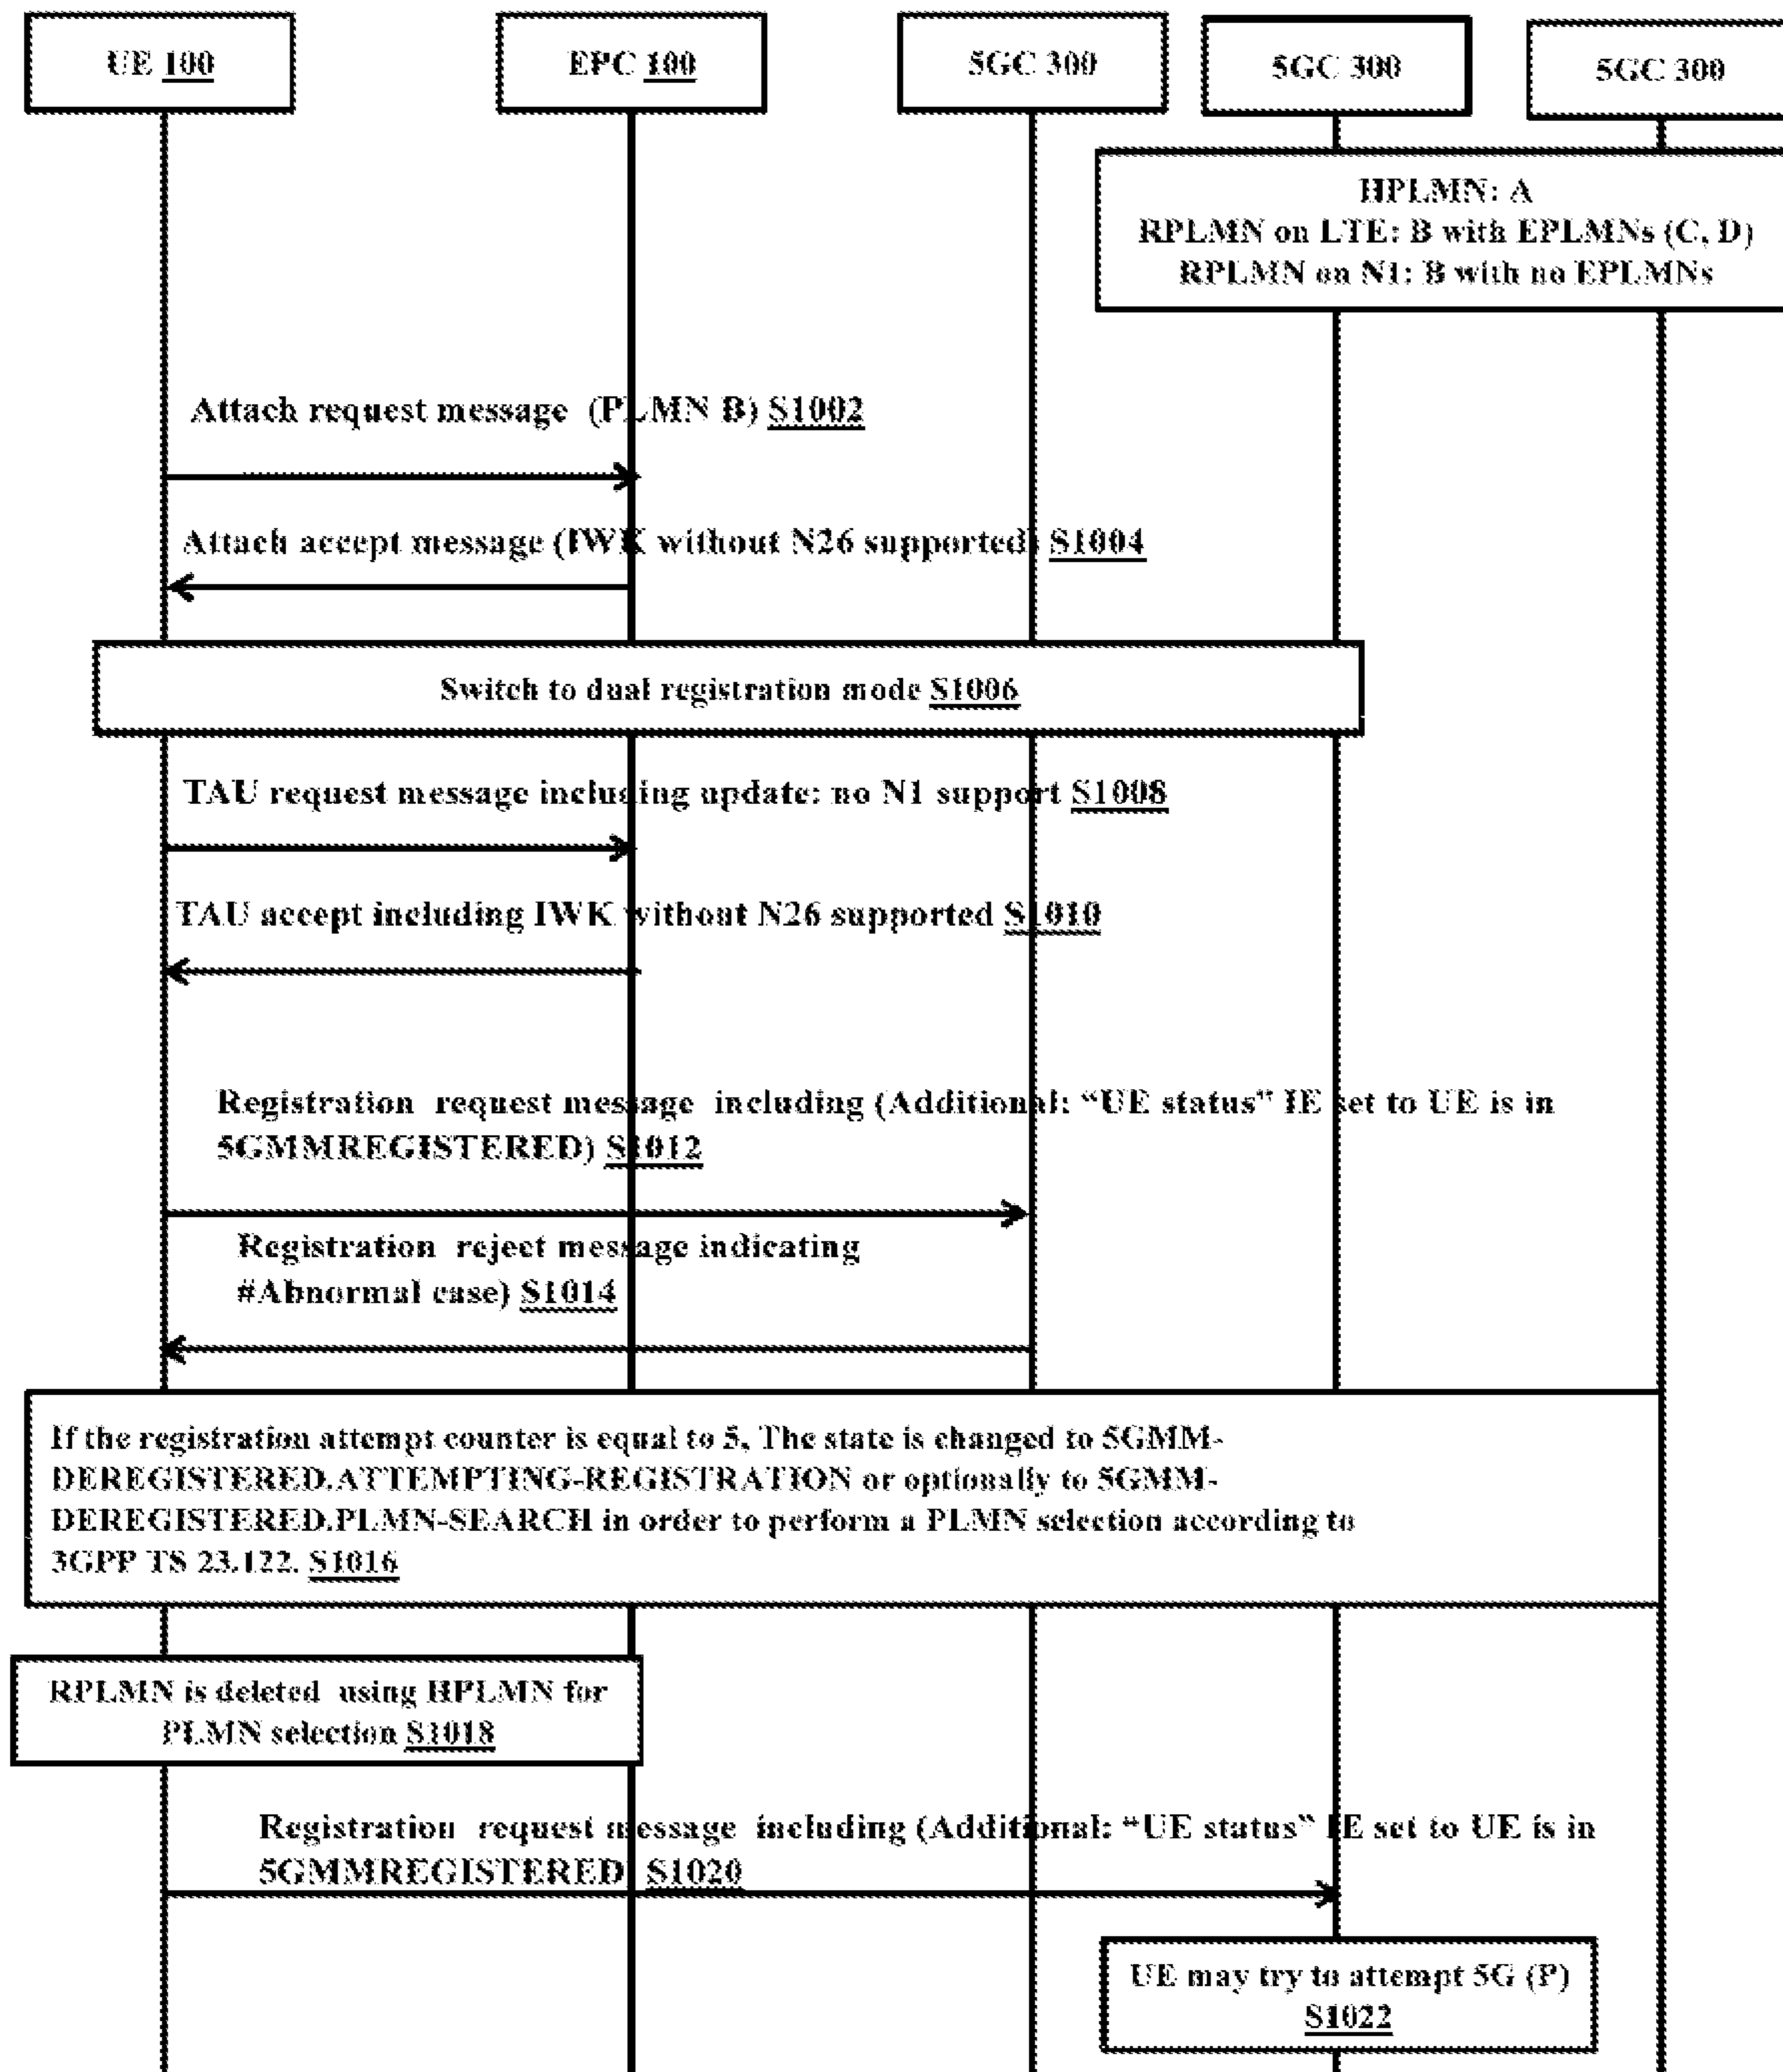 UE 100
EPC 100
5GC 300
5GC 300
5GC 300
HPLMN: A
RPLMN on LTE: B with EPLMNs (C, D)
RPLMN on N1: B with no EPLMNs
Attach request message (PLMN B) S1002
Attach accept message (IWK without N26 supported) S1004
Switch to dual registration mode S1006
TAU request message including update: no N1 support S1008
TAU accept including IWK without N26 supported S1010
Registration request message including (Additional: “UE status” IE set to UE is in
5GMMREGISTERED) S1012
Registration reject message indicating
#Abnormal case) S1014
If the registration attempt counter is equal to 5, The state is changed to 5GMM-
DEREGISTERED.ATTEMPTING-REGISTRATION or optionally to 5GMM-
DEREGISTERED.PLMN-SEARCH in order to perform a PLMN selection according to
3GPP TS 23.122. S1016
RPLMN is deleted using HPLMN for
PLMN selection S1018
Registration request message including (Additional: “UE status” IE set to UE is in
5GMMREGISTERED) S1020
UE may try to attempt 5G (P)
S1022